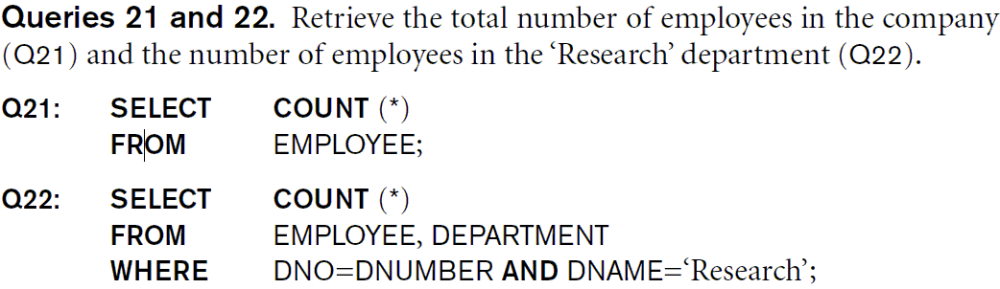 Queries 21 and 22. Retrieve the total number of employees in the company
(Q21) and the number of employees in the ‘Research’ department (Q22).
Q21: SELECT COUNT (*)
FROM EMPLOYEE;
Q22: SELECT COUNT (*)
FROM EMPLOYEE, DEPARTMENT
WHERE DNO=DNUMBER AND DNAME=‘Research’;